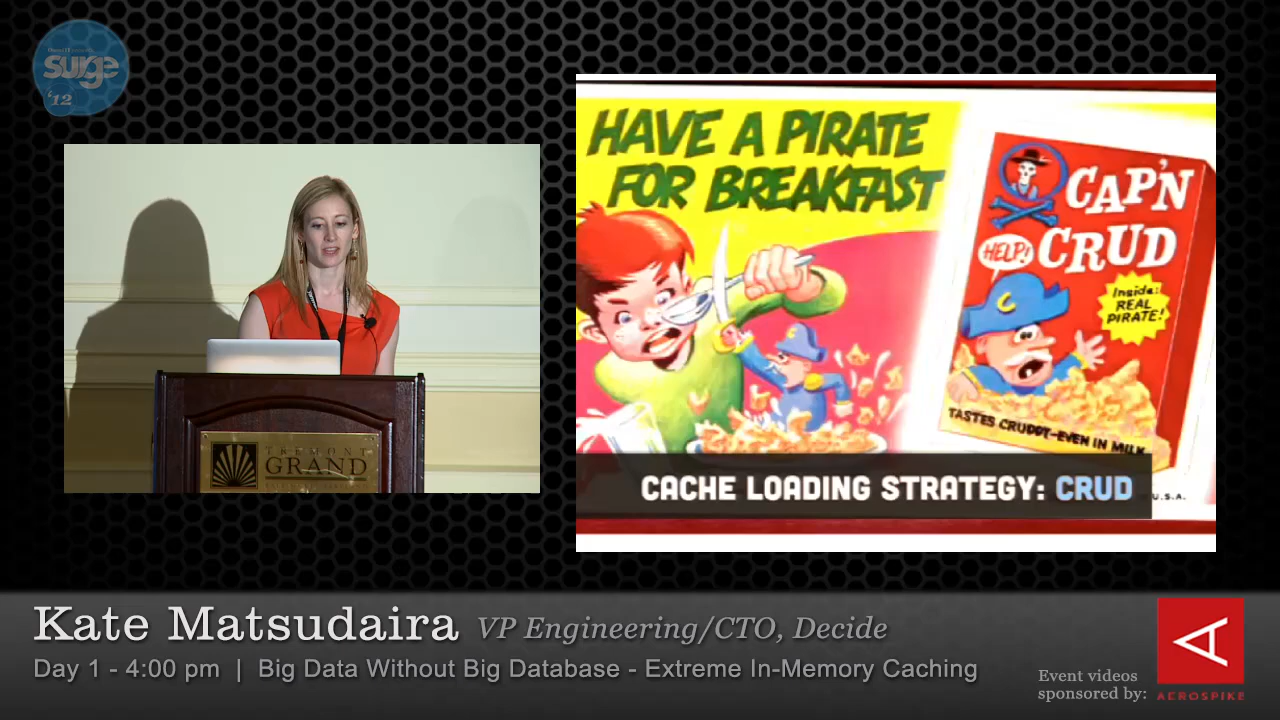 surge
'12
HAVE A PIRATE
FOR BREAKFAST
CAP'N
CRUD
HELP!
Inside:
REAL
PIRATE!
TASTES CRUDDY-EVEN IN MILK
U.S.A.
CACHE LOADING STRATEGY: CRUD
TREMONT
GRAND
Kate Matsudaira VP Engineering/CTO, Decide
Day 1 - 4:00 pm | Big Data Without Big Database - Extreme In-Memory Caching
Event videos
sponsored by:
AEROSPIKE